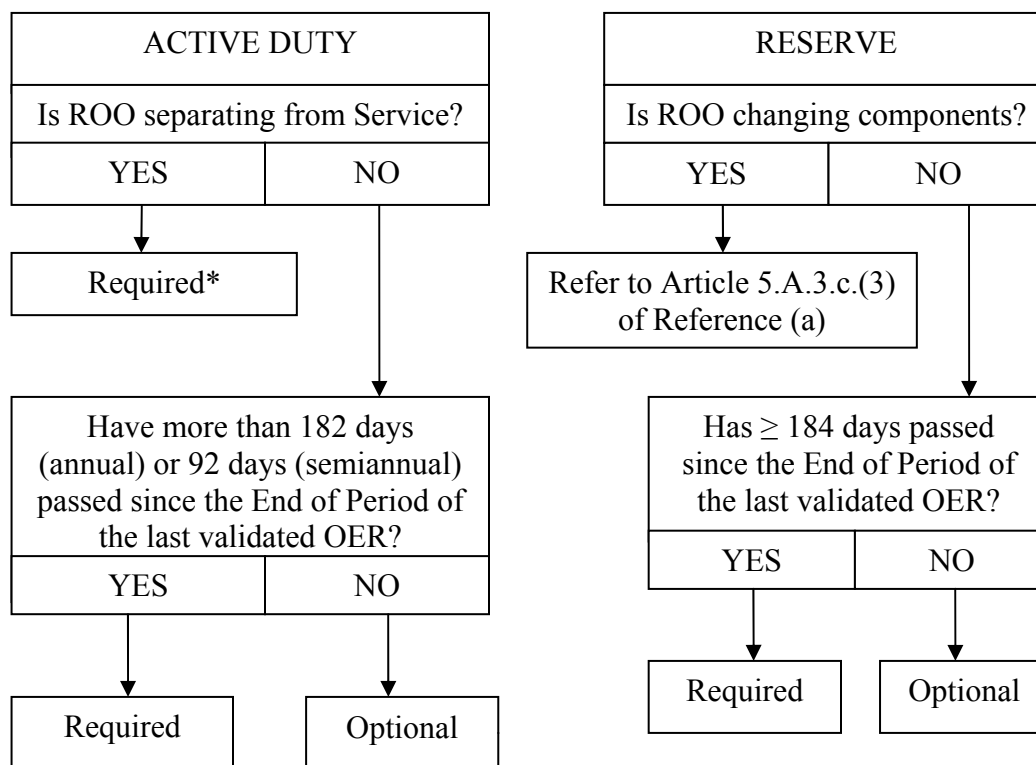 ACTIVE DUTY
Is ROO separating from Service?
YES
NO
Required*
Have more than 182 days
(annual) or 92 days (semiannual)
passed since the End of Period of
the last validated OER?
YES
NO
Required
Optional
RESERVE
Is ROO changing components?
YES
NO
Refer to Article 5.A.3.c.(3)
of Reference (a)
Has ≥ 184 days passed
since the End of Period of
the last validated OER?
YES
NO
Required
Optional